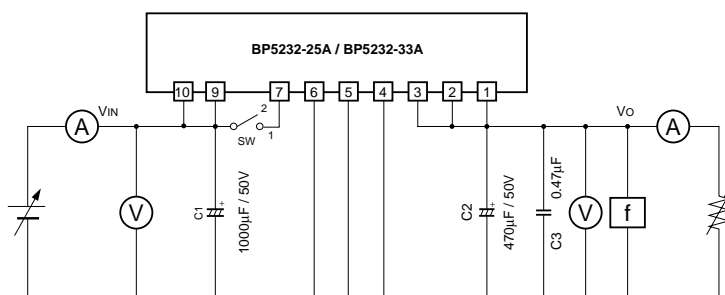 BP5232-25A / BP5232-33A
10 9 7 6 5 4 3 2 1
A VIN 2 1 SW VO A
V C1 1000μF / 50V + C2 470μF / 50V + 0.47μF C3 V f